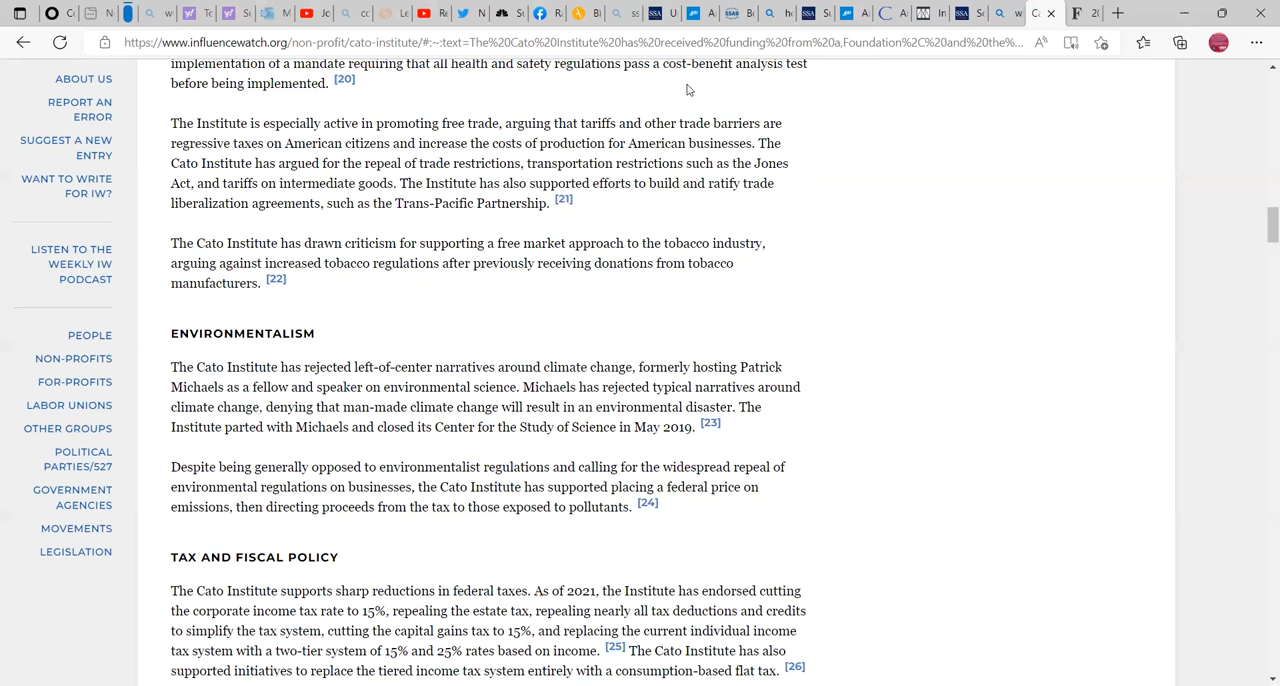 https://www.influencewatch.org/non-profit/cato-institute/#:~:text=The%20Cato%20Institute%20has%20received%20funding%20from%20a,Foundation%2C%20and%20the%...
ABOUT US
REPORT AN
ERROR
SUGGEST A NEW
ENTRY
WANT TO WRITE
FOR IW?
LISTEN TO THE
WEEKLY IW
PODCAST
PEOPLE
NON-PROFITS
FOR-PROFITS
LABOR UNIONS
OTHER GROUPS
POLITICAL
PARTIES/527
GOVERNMENT
AGENCIES
MOVEMENTS
LEGISLATION
implementation of a mandate requiring that all health and safety regulations pass a cost-benefit analysis test
before being implemented. [20]
The Institute is especially active in promoting free trade, arguing that tariffs and other trade barriers are
regressive taxes on American citizens and increase the costs of production for American businesses. The
Cato Institute has argued for the repeal of trade restrictions, transportation restrictions such as the Jones
Act, and tariffs on intermediate goods. The Institute has also supported efforts to build and ratify trade
liberalization agreements, such as the Trans-Pacific Partnership. [21]
The Cato Institute has drawn criticism for supporting a free market approach to the tobacco industry,
arguing against increased tobacco regulations after previously receiving donations from tobacco
manufacturers. [22]
ENVIRONMENTALISM
The Cato Institute has rejected left-of-center narratives around climate change, formerly hosting Patrick
Michaels as a fellow and speaker on environmental science. Michaels has rejected typical narratives around
climate change, denying that man-made climate change will result in an environmental disaster. The
Institute parted with Michaels and closed its Center for the Study of Science in May 2019. [23]
Despite being generally opposed to environmentalist regulations and calling for the widespread repeal of
environmental regulations on businesses, the Cato Institute has supported placing a federal price on
emissions, then directing proceeds from the tax to those exposed to pollutants. [24]
TAX AND FISCAL POLICY
The Cato Institute supports sharp reductions in federal taxes. As of 2021, the Institute has endorsed cutting
the corporate income tax rate to 15%, repealing the estate tax, repealing nearly all tax deductions and credits
to simplify the tax system, cutting the capital gains tax to 15%, and replacing the current individual income
tax system with a two-tier system of 15% and 25% rates based on income. [25] The Cato Institute has also
supported initiatives to replace the tiered income tax system entirely with a consumption-based flat tax. [26]